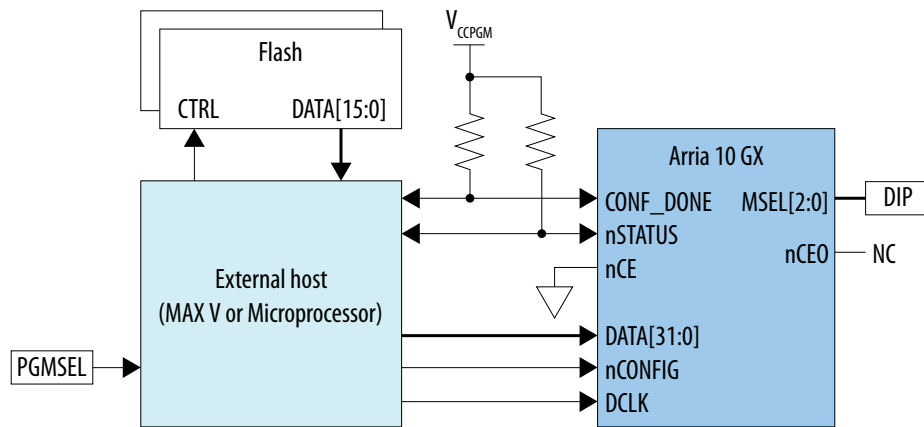 V_CCPGM
Flash
CTRL DATA[15:0]
Arria 10 GX
CONF_DONE MSEL[2:0] DIP
nSTATUS
nCE nCEO NC
External host
(MAX V or Microprocessor)
DATA[31:0]
PGMSEL nCONFIG
DCLK